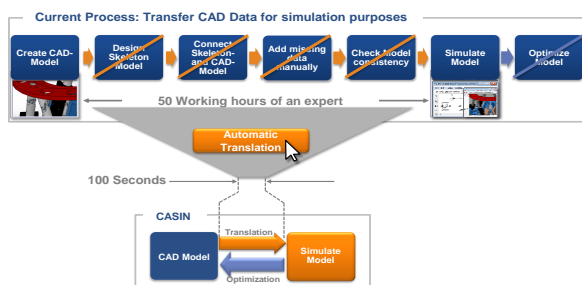 Current Process: Transfer CAD Data for simulation purposes
Create CAD-
Model
Design
Skeleton
Model
Connect
Skeleton-
and CAD-
Model
Add missing
data
manually
Check Model
consistency
Simulate
Model
Optimize
Model
50 Working hours of an expert
Automatic
Translation
100 Seconds
CASIN
Translation
CAD Model
Simulate
Model
Optimization